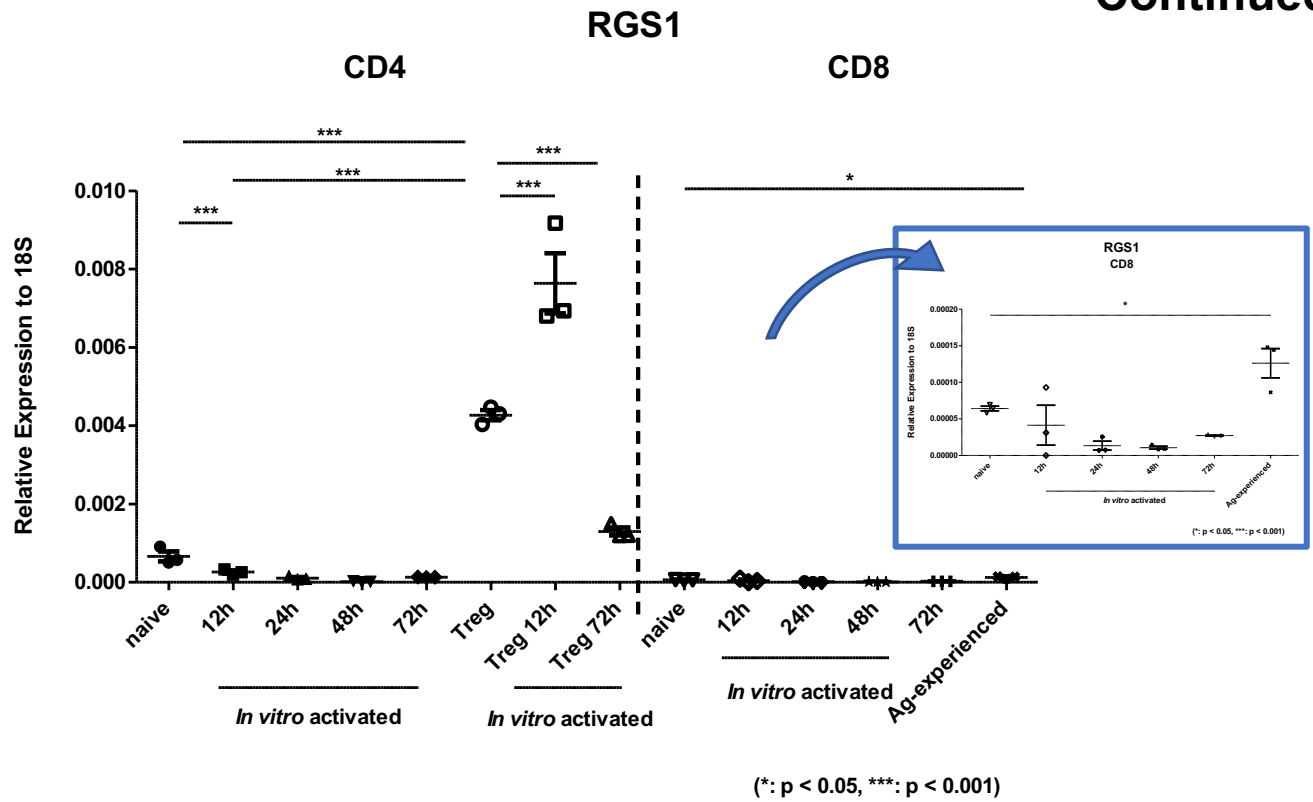 RGS1
CD4
CD8
***
***
***
***
***
*
Relative Expression to 18S
0.010
0.008
0.006
0.004
0.002
0.000
naive
12h
24h
48h
72h
Treg
Treg 12h
Treg 72h
naive
12h
24h
48h
72h
Ag-experienced
In vitro activated
In vitro activated
In vitro activated
(*: p < 0.05, ***: p < 0.001)
RGS1
CD8
*
Relative Expression to 18S
0.00020
0.00015
0.00010
0.00005
0.00000
naive
12h
24h
48h
72h
Ag-experienced
In vitro activated
(*: p < 0.05, ***: p < 0.001)